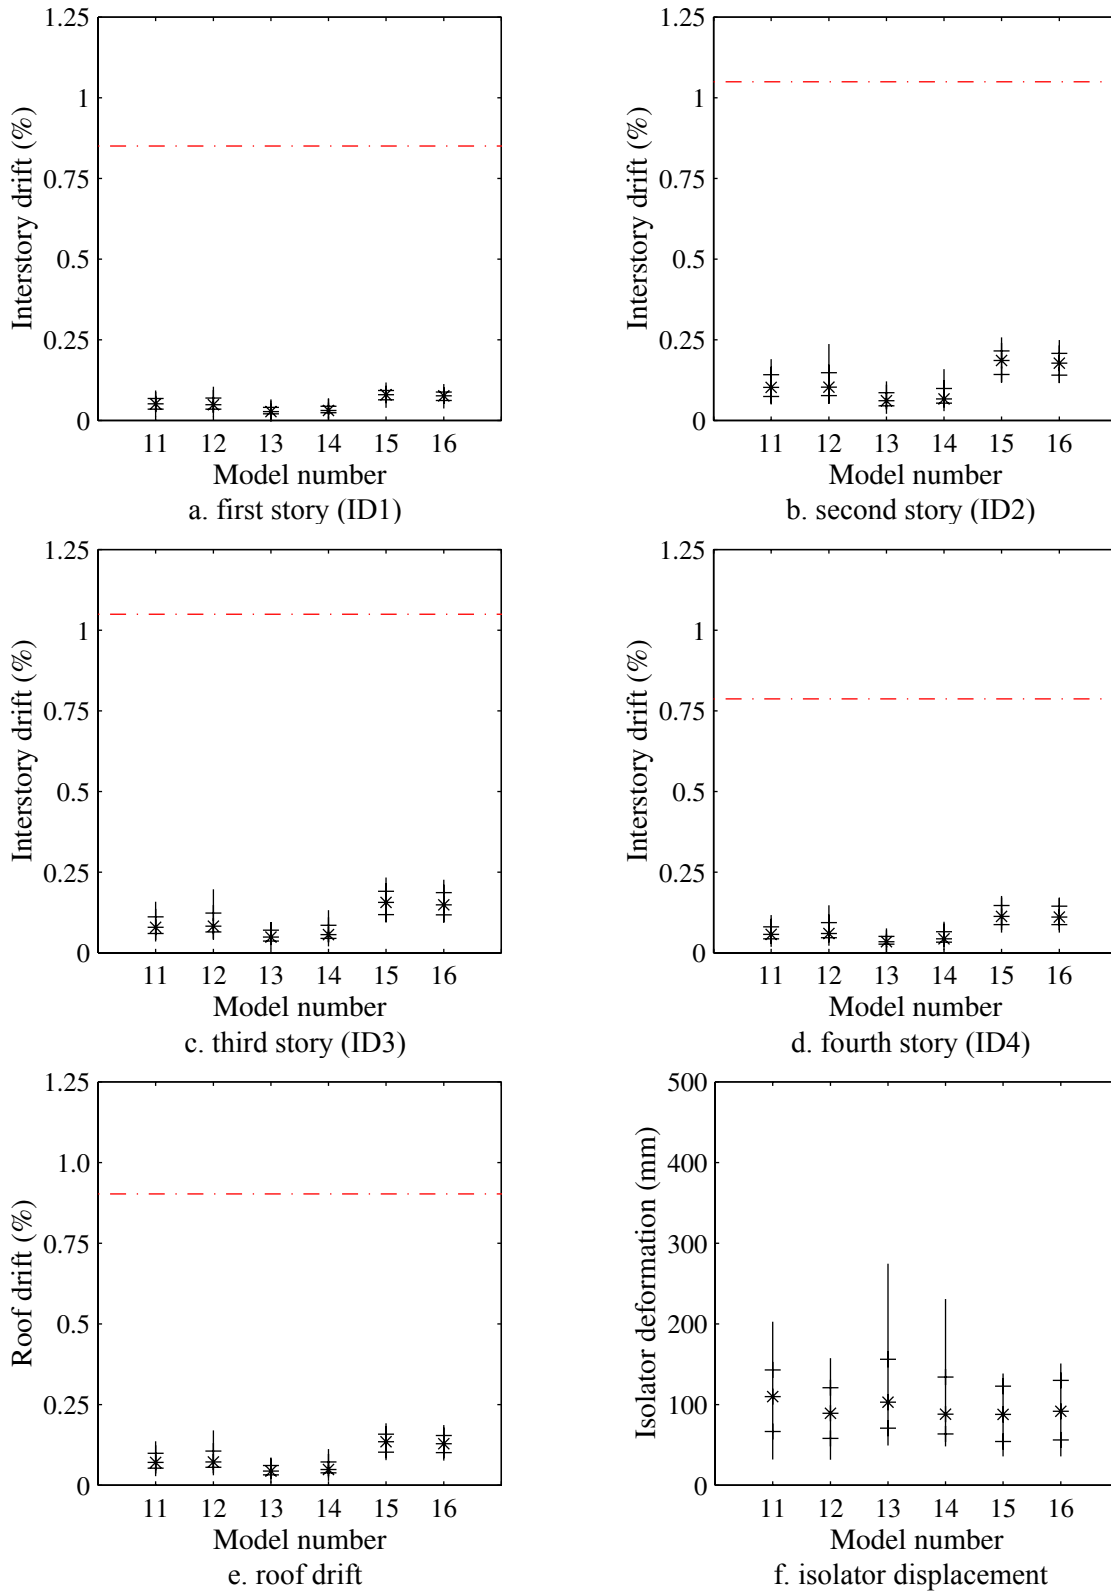 1.25
1
0.75
0.5
0.25
0
Interstory drift (%)
11 12 13 14 15 16
Model number
a. first story (ID1)
1.25
1
0.75
0.5
0.25
0
Interstory drift (%)
11 12 13 14 15 16
Model number
b. second story (ID2)
1.25
1
0.75
0.5
0.25
0
Interstory drift (%)
11 12 13 14 15 16
Model number
c. third story (ID3)
1.25
1
0.75
0.5
0.25
0
Interstory drift (%)
11 12 13 14 15 16
Model number
d. fourth story (ID4)
1.25
1.0
0.75
0.5
0.25
0
Roof drift (%)
11 12 13 14 15 16
Model number
e. roof drift
500
400
300
200
100
0
Isolator deformation (mm)
11 12 13 14 15 16
Model number
f. isolator displacement